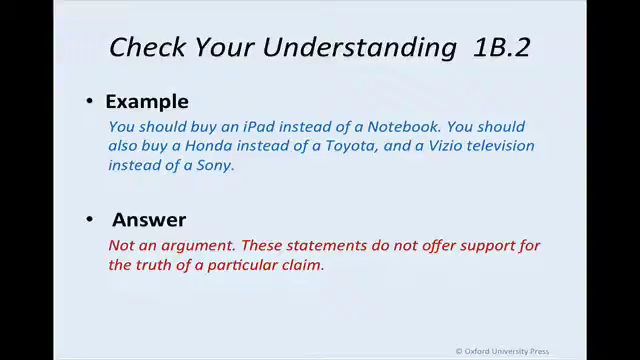 Check Your Understanding 1B.2
• Example
You should buy an iPad instead of a Notebook. You should
also buy a Honda instead of a Toyota, and a Vizio television
instead of a Sony.
• Answer
Not an argument. These statements do not offer support for
the truth of a particular claim.
© Oxford University Press